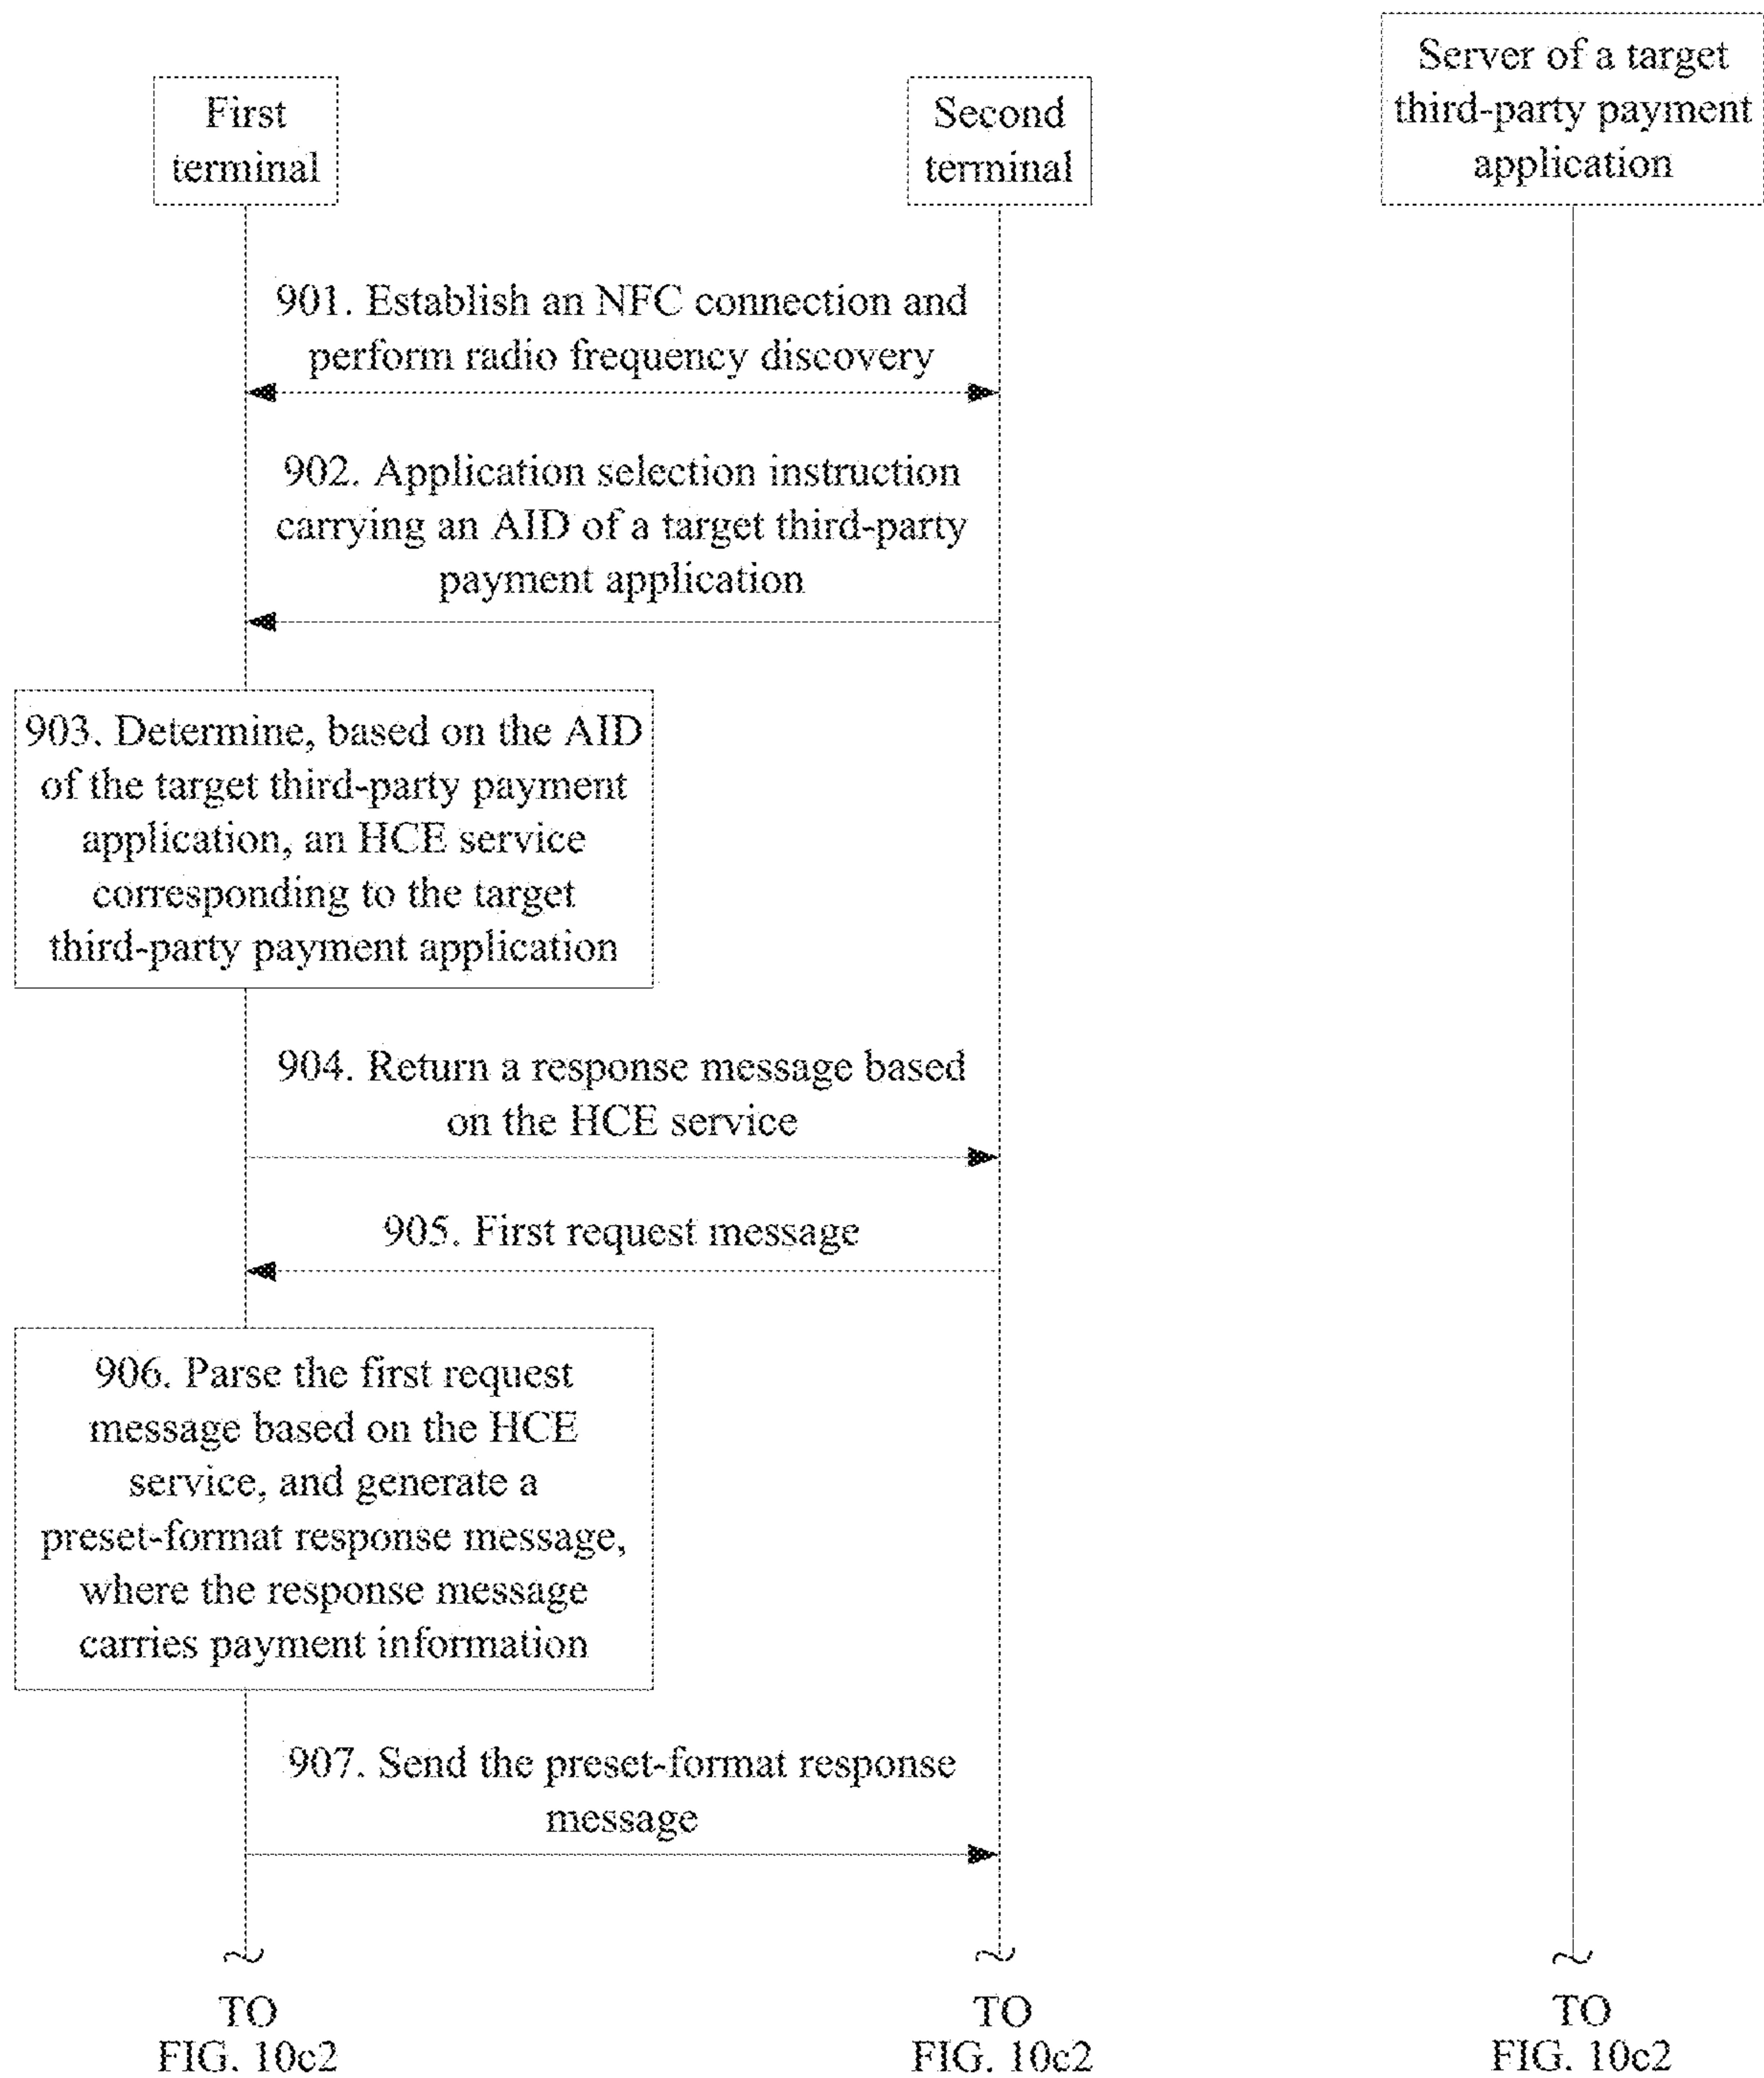 First
terminal
Second
terminal
Server of a target
third-party payment
application
901. Establish an NFC connection and
perform radio frequency discovery
902. Application selection instruction
carrying an AID of a target third-party
payment application
903. Determine, based on the AID
of the target third-party payment
application, an HCE service
corresponding to the target
third-party payment application
904. Return a response message based
on the HCE service
905. First request message
906. Parse the first request
message based on the HCE
service, and generate a
preset-format response message,
where the response message
carries payment information
907. Send the preset-format response
message
TO
FIG. 10c2
TO
FIG. 10c2
TO
FIG. 10c2